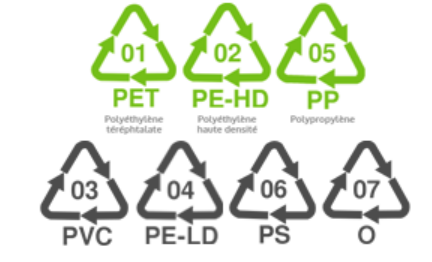 01 02 05
PET PE-HD PP
Polyéthylène Polyéthylène Polypropylène
téréphtalate haute densité
03 04 06 07
PVC PE-LD PS O